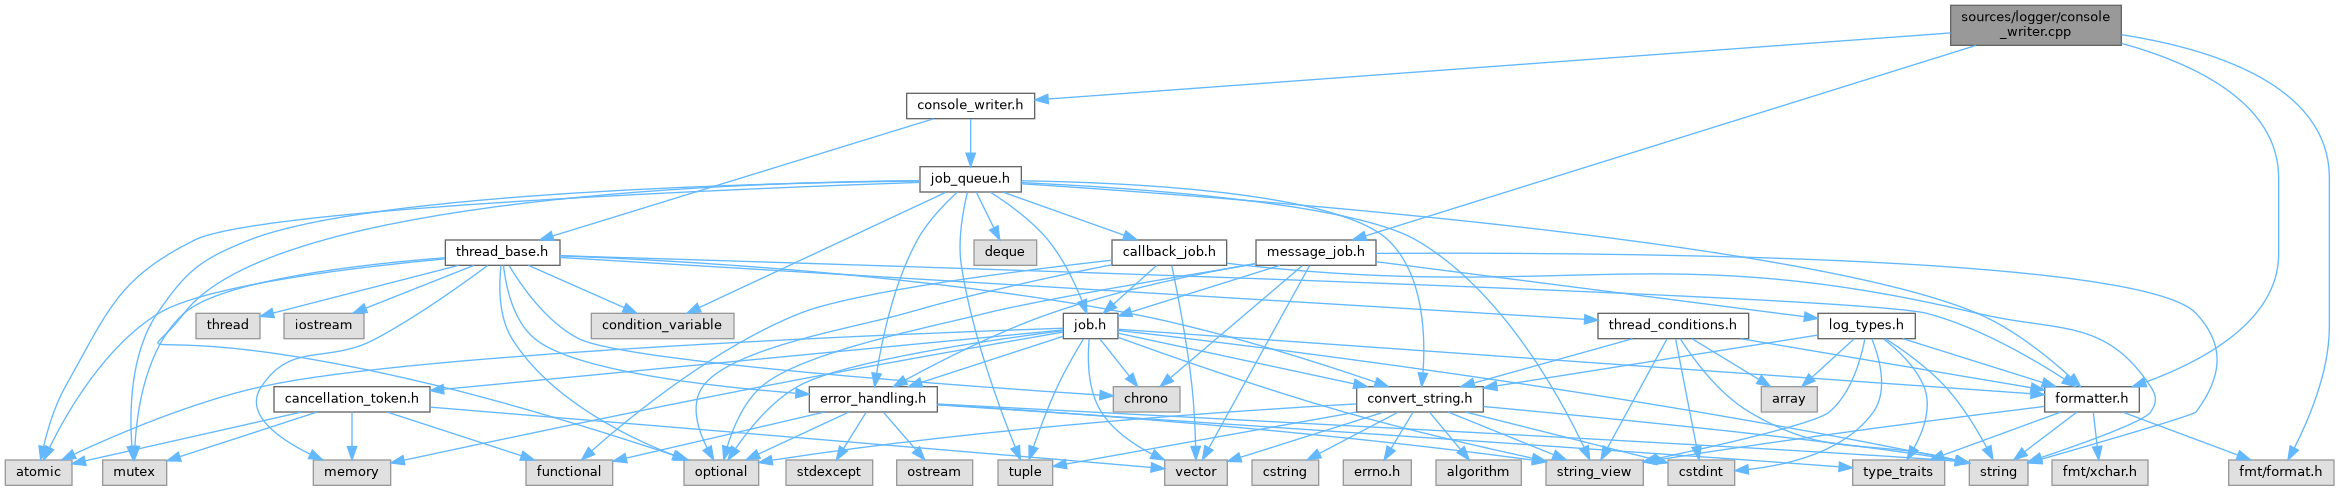 sources/logger/console
_writer.cpp
console_writer.h
job_queue.h
thread_base.h
deque
callback_job.h
message_job.h
thread
iostream
condition_variable
job.h
thread_conditions.h
log_types.h
cancellation_token.h
error_handling.h
chrono
convert_string.h
array
formatter.h
atomic
mutex
memory
functional
optional
stdexcept
ostream
tuple
vector
cstring
errno.h
algorithm
string_view
cstdint
type_traits
string
fmt/xchar.h
fmt/format.h